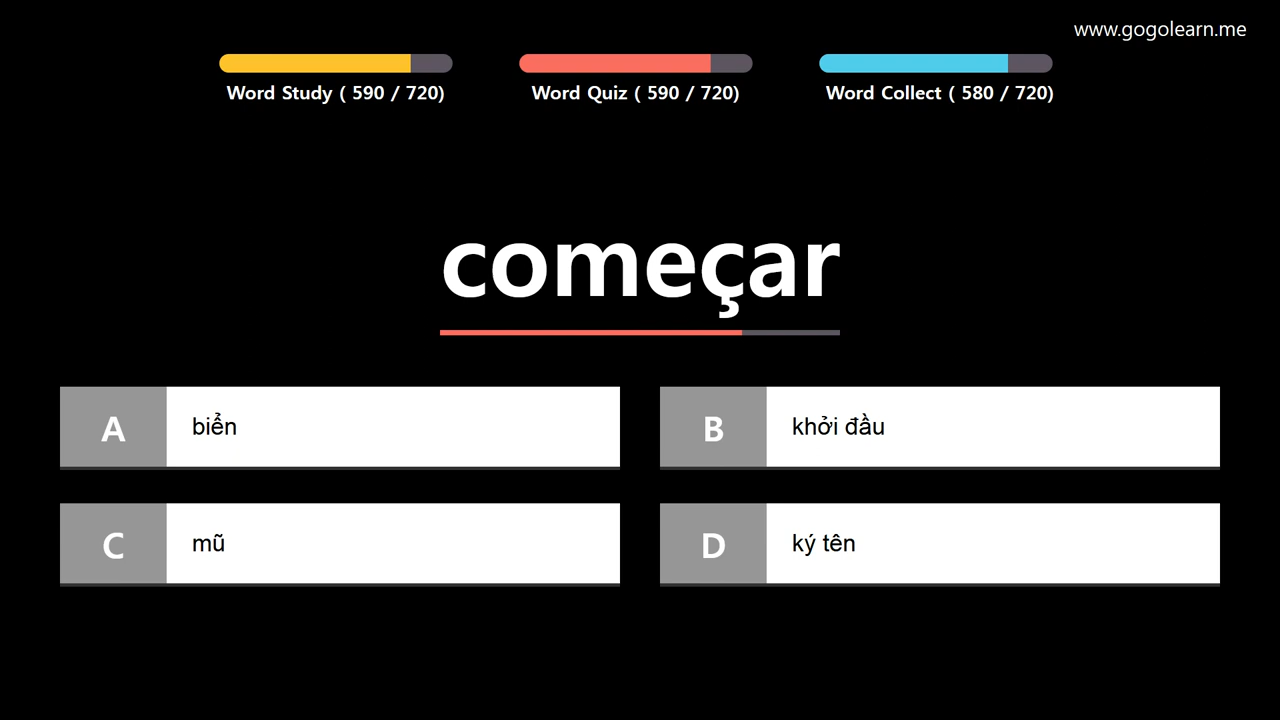 www.gogolearn.me
Word Study ( 590 / 720)
Word Quiz ( 590 / 720)
Word Collect ( 580 / 720)
começar
A
biển
B
khởi đầu
C
mũ
D
ký tên